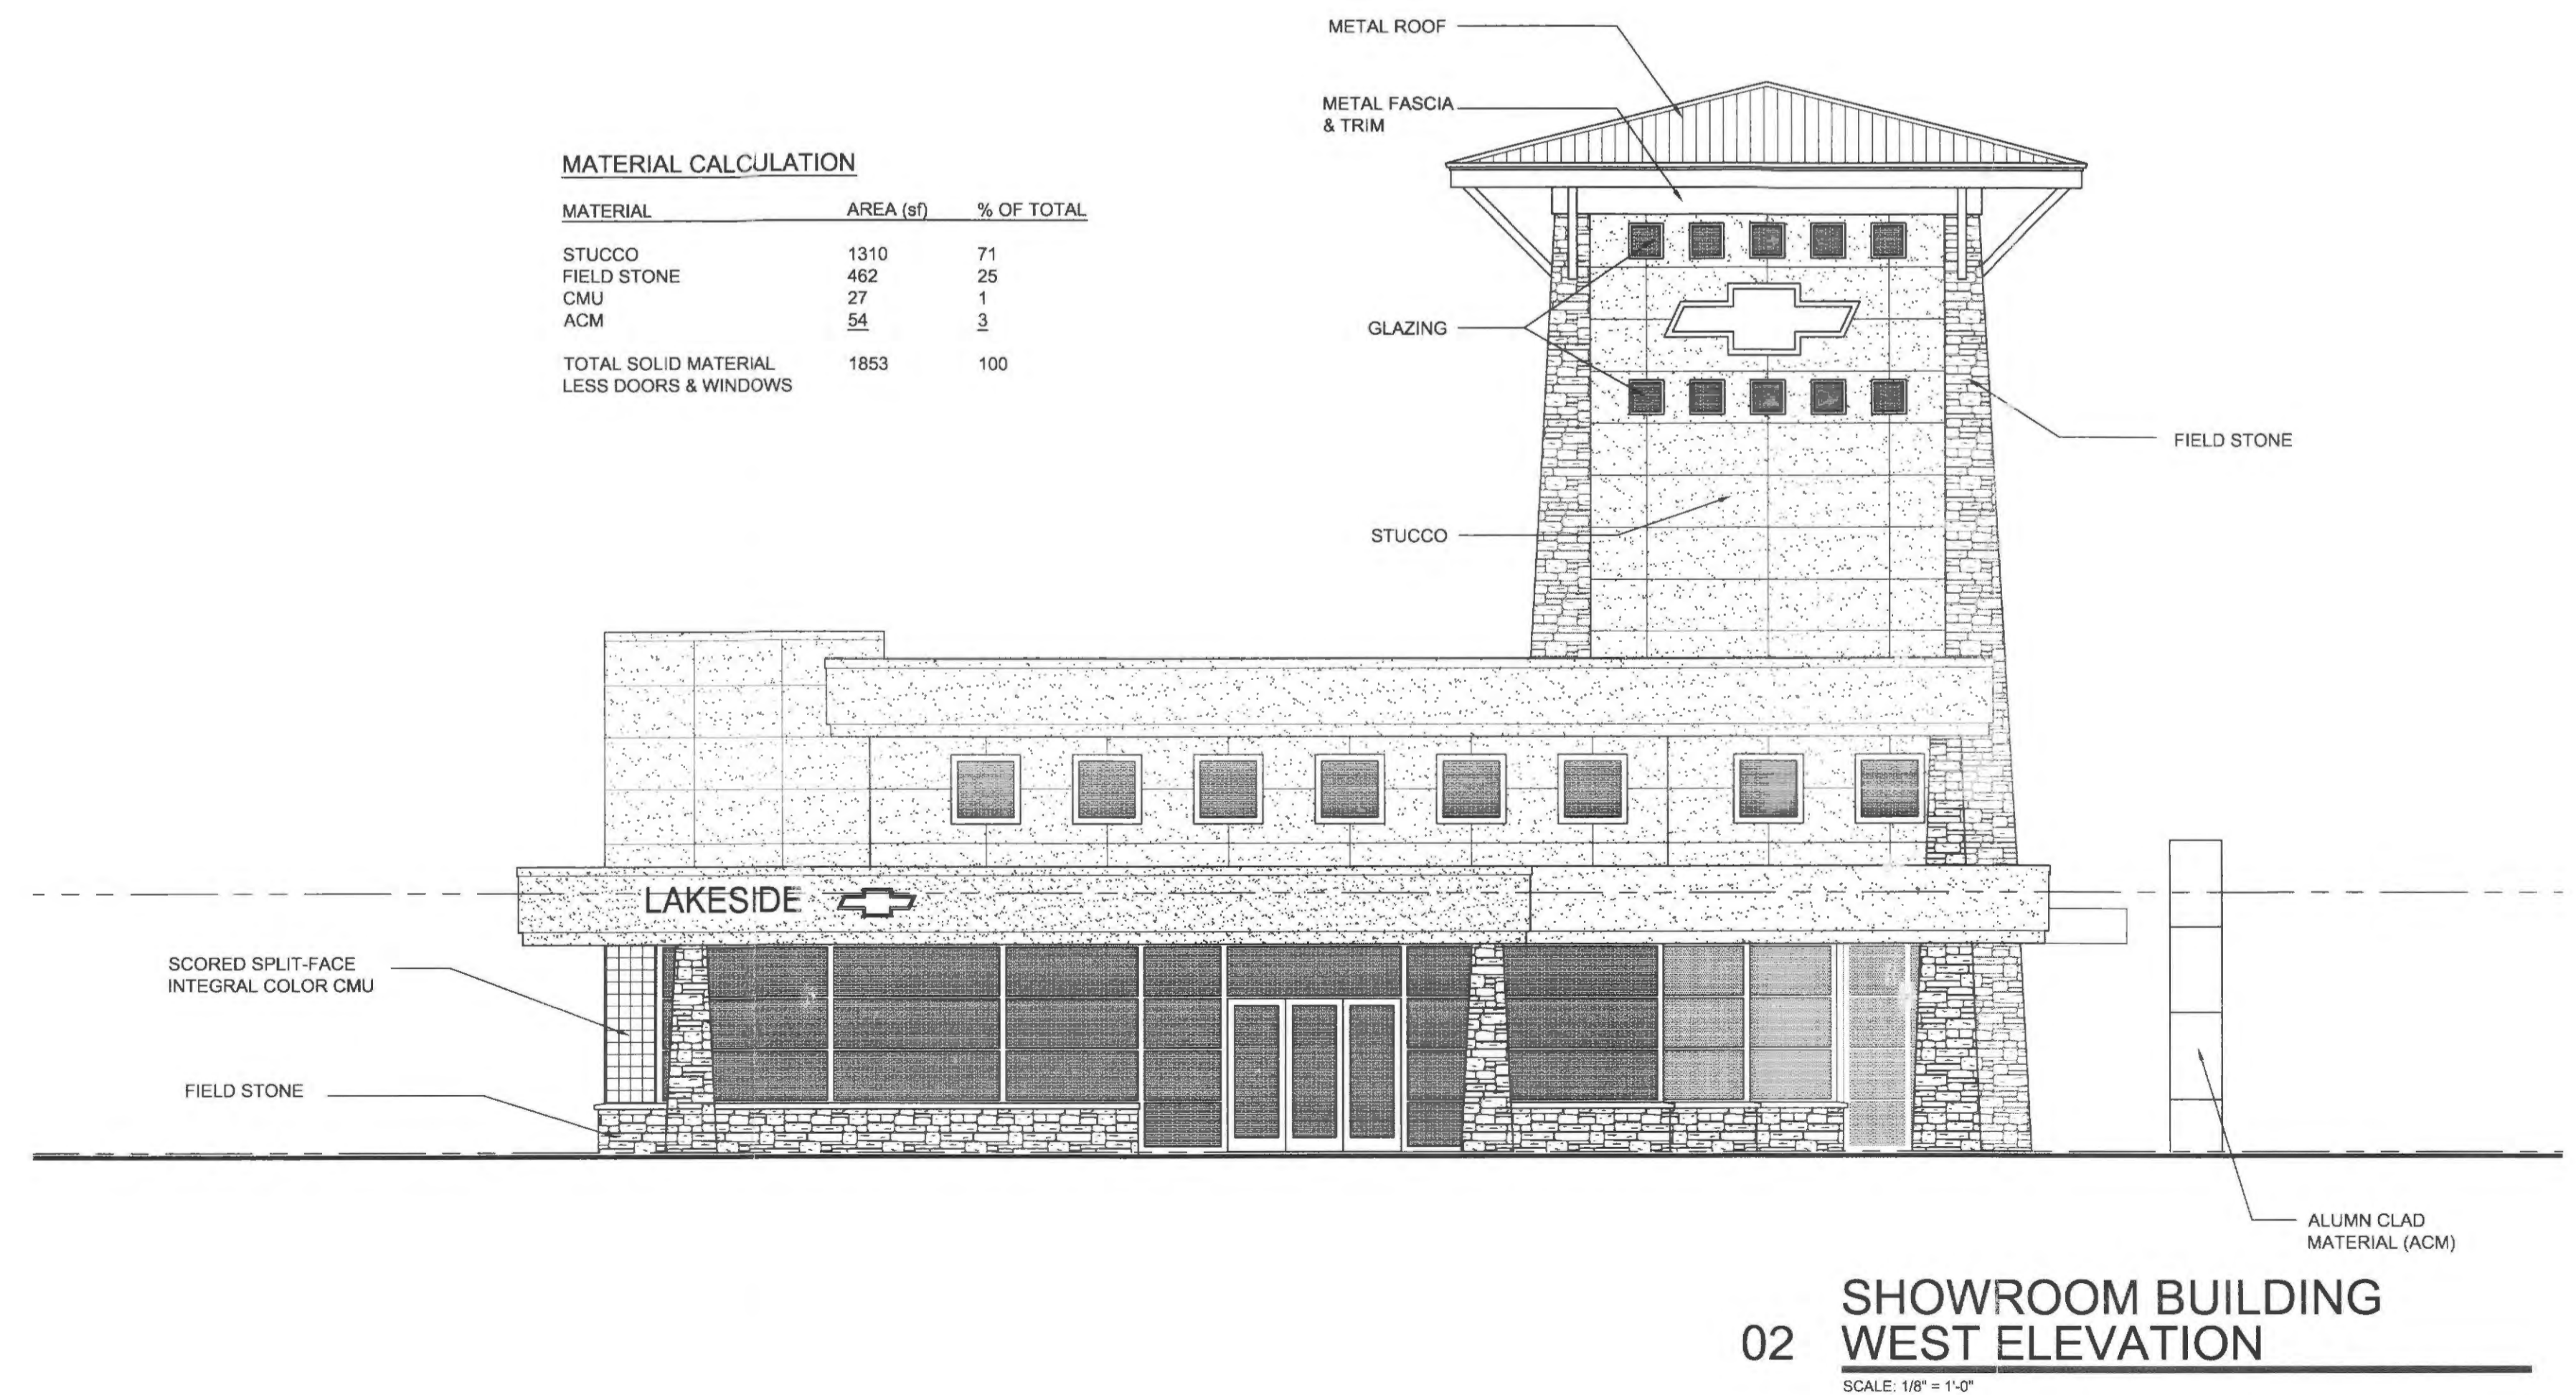 METAL ROOF
METAL FASCIA
& TRIM
MATERIAL CALCULATION
MATERIAL AREA (sf) % OF TOTAL
STUCCO 1310 71
FIELD STONE 462 25
CMU 27 1
ACM 54 3
TOTAL SOLID MATERIAL 1853 100
LESS DOORS & WINDOWS
GLAZING
FIELD STONE
STUCCO
LAKESIDE
SCORED SPLIT-FACE
INTEGRAL COLOR CMU
FIELD STONE
ALUMN CLAD
MATERIAL (ACM)
02 SHOWROOM BUILDING
WEST ELEVATION
SCALE: 1/8" = 1'-0"